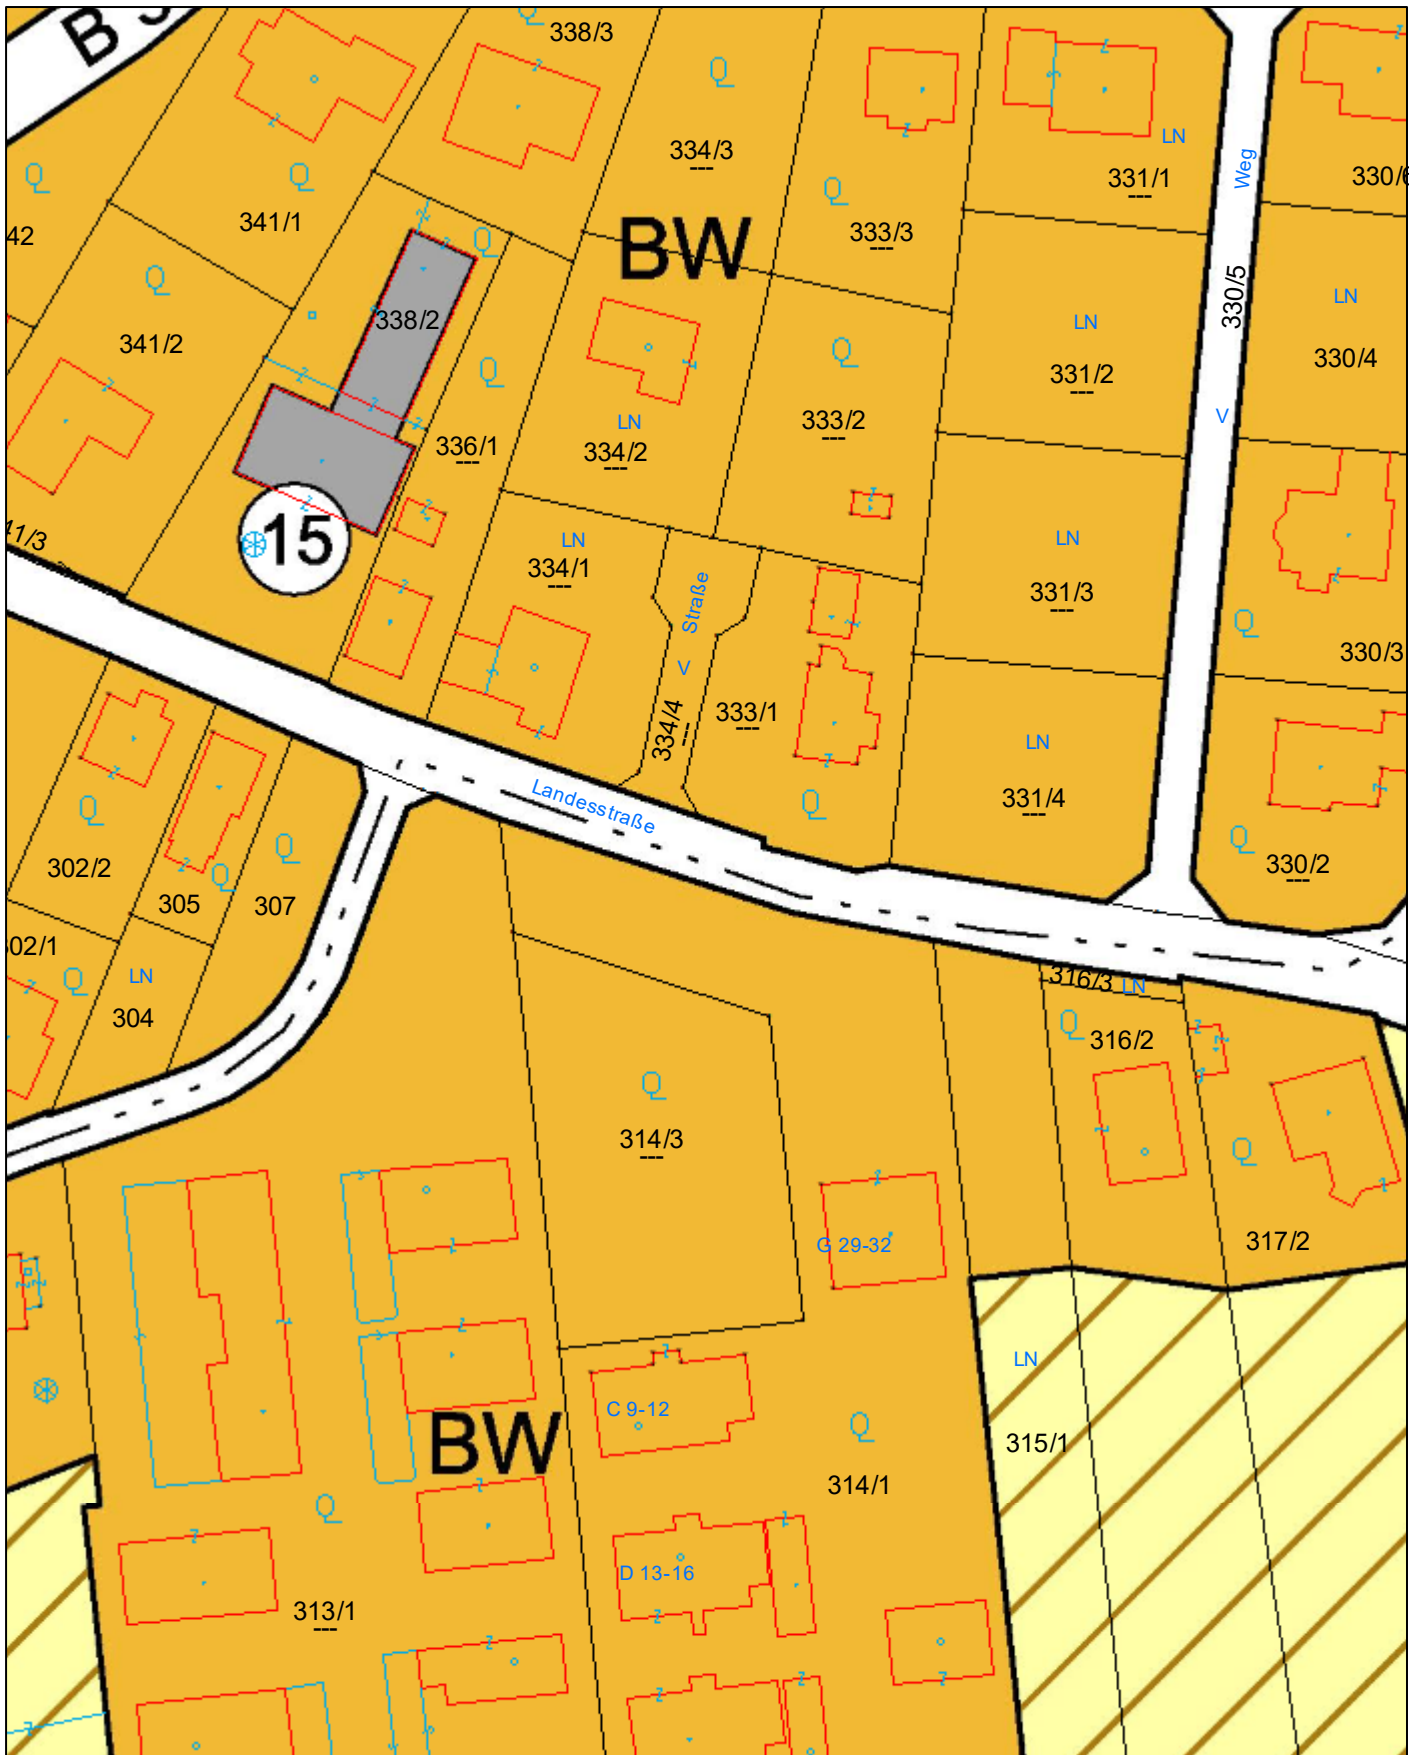 338/3
334/3
---
LN
331/1
---
Weg
341/1
42
BW
333/3
---
330/5
338/2
341/2
LN
331/2
---
LN
330/4
LN
334/2
---
333/2
---
336/1
---
V
15
LN
334/1
---
Straße
V
334/4
---
LN
331/3
---
333/1
---
330/3
LN
331/4
---
Landesstraße
330/2
---
302/2
305
307
LN
304
316/3
LN
316/2
314/3
---
317/2
G 29-32
LN
C 9-12
315/1
BW
314/1
D 13-16
313/1
---